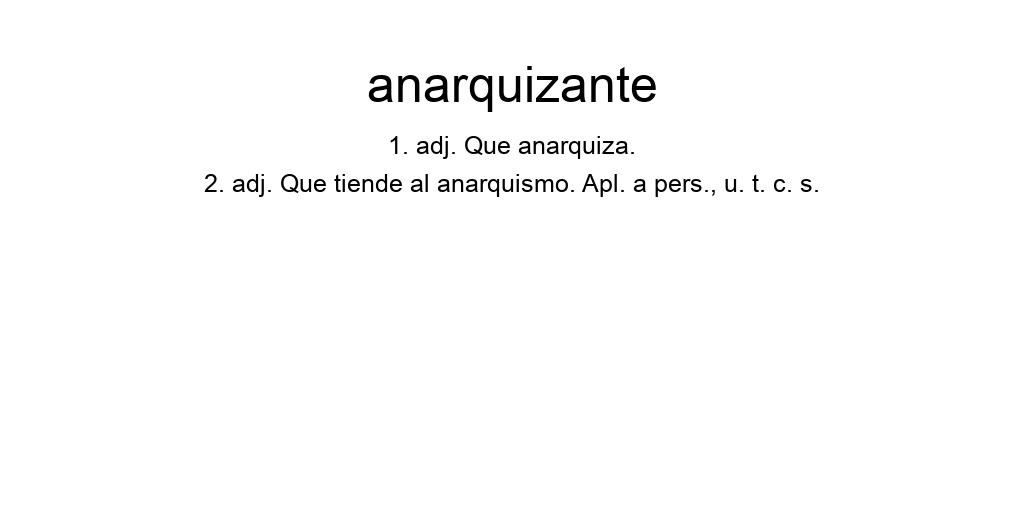 anarquizante
1. adj. Que anarquiza.
2. adj. Que tiende al anarquismo. Apl. a pers., u. t. c. s.